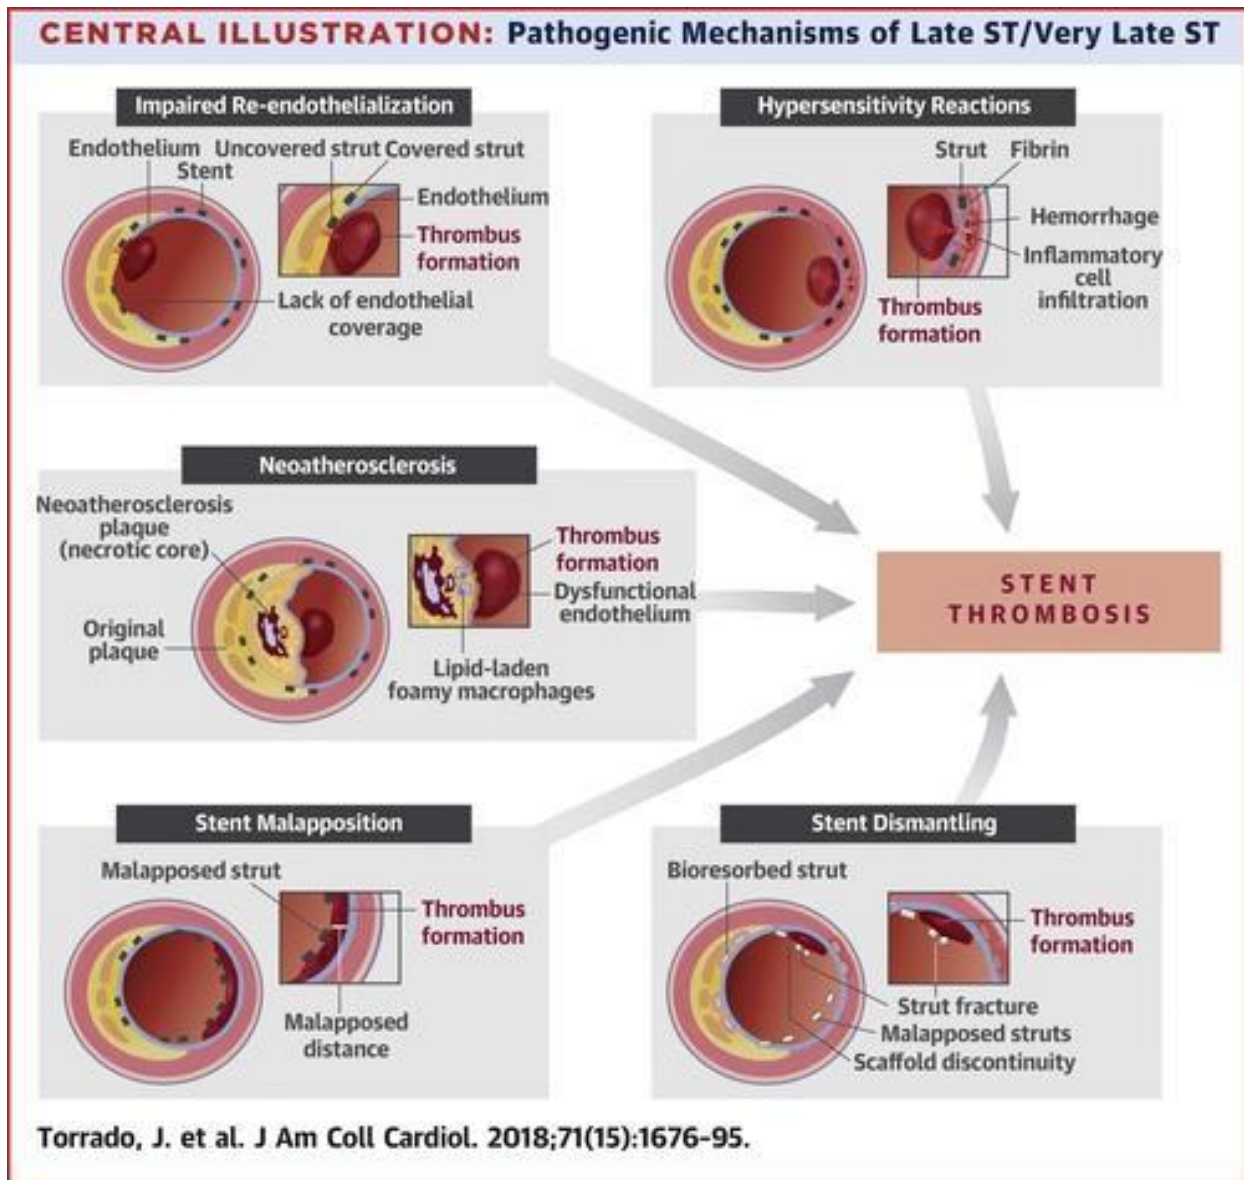 CENTRAL ILLUSTRATION: Pathogenic Mechanisms of Late ST/Very Late ST
Impaired Re-endothelialization
Endothelium
Uncovered strut
Covered strut
Stent
Endothelium
Thrombus
formation
Lack of endothelial
coverage
Hypersensitivity Reactions
Strut
Fibrin
Hemorrhage
Inflammatory
cell
infiltration
Thrombus
formation
Neoatherosclerosis
Neoatherosclerosis
plaque
(necrotic core)
Original
plaque
Thrombus
formation
Dysfunctional
endothelium
Lipid-laden
foamy macrophages
STENT
THROMBOSIS
Stent Malapposition
Malapposed strut
Thrombus
formation
Malapposed
distance
Stent Dismantling
Bioresorbed strut
Thrombus
formation
Strut fracture
Malapposed struts
Scaffold discontinuity
Torrado, J. et al. J Am Coll Cardiol. 2018;71(15):1676-95.